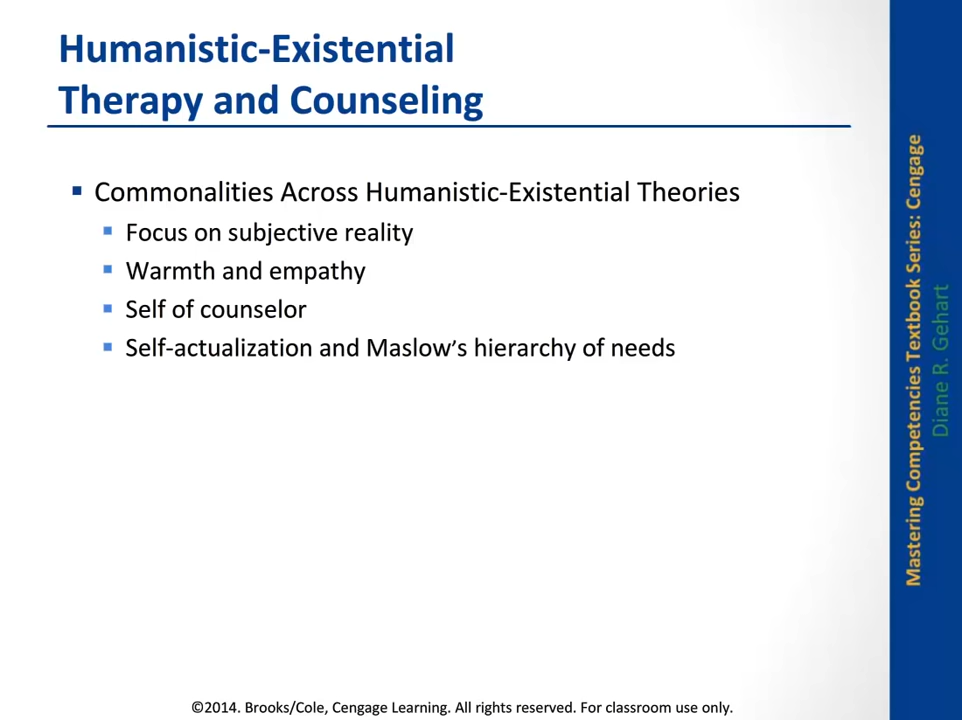 Humanistic-Existential
Therapy and Counseling
▪ Commonalities Across Humanistic-Existential Theories
▪ Focus on subjective reality
▪ Warmth and empathy
▪ Self of counselor
▪ Self-actualization and Maslow’s hierarchy of needs
Mastering Competencies Textbook Series: Cengage
Diane R. Gehart
©2014. Brooks/Cole, Cengage Learning. All rights reserved. For classroom use only.